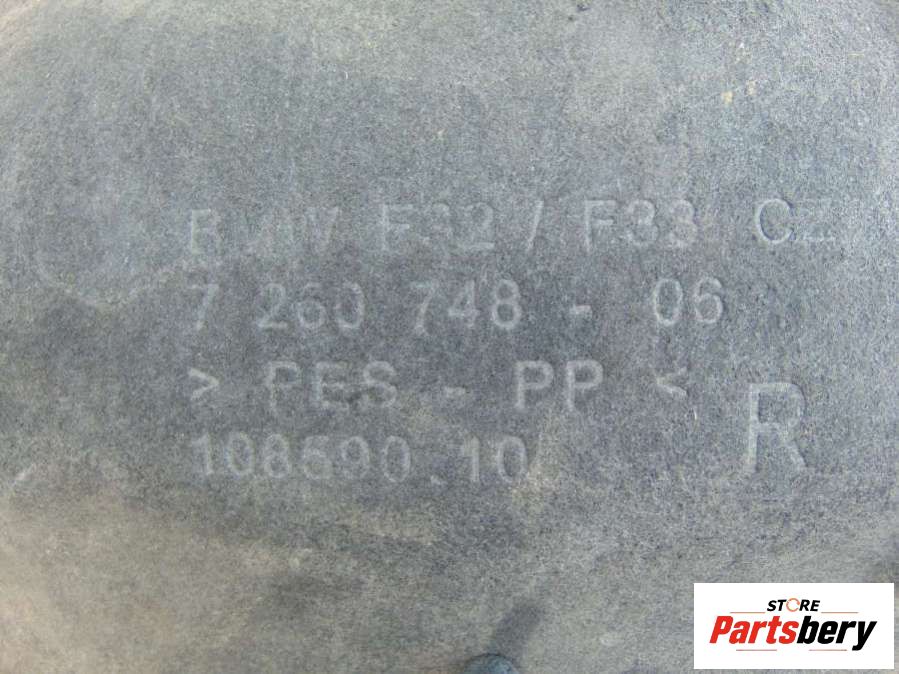 BMW F32 / F33 CZ
7 260 748 - 06
> PES - PP <
108690.10
R
STORE
Partsbery